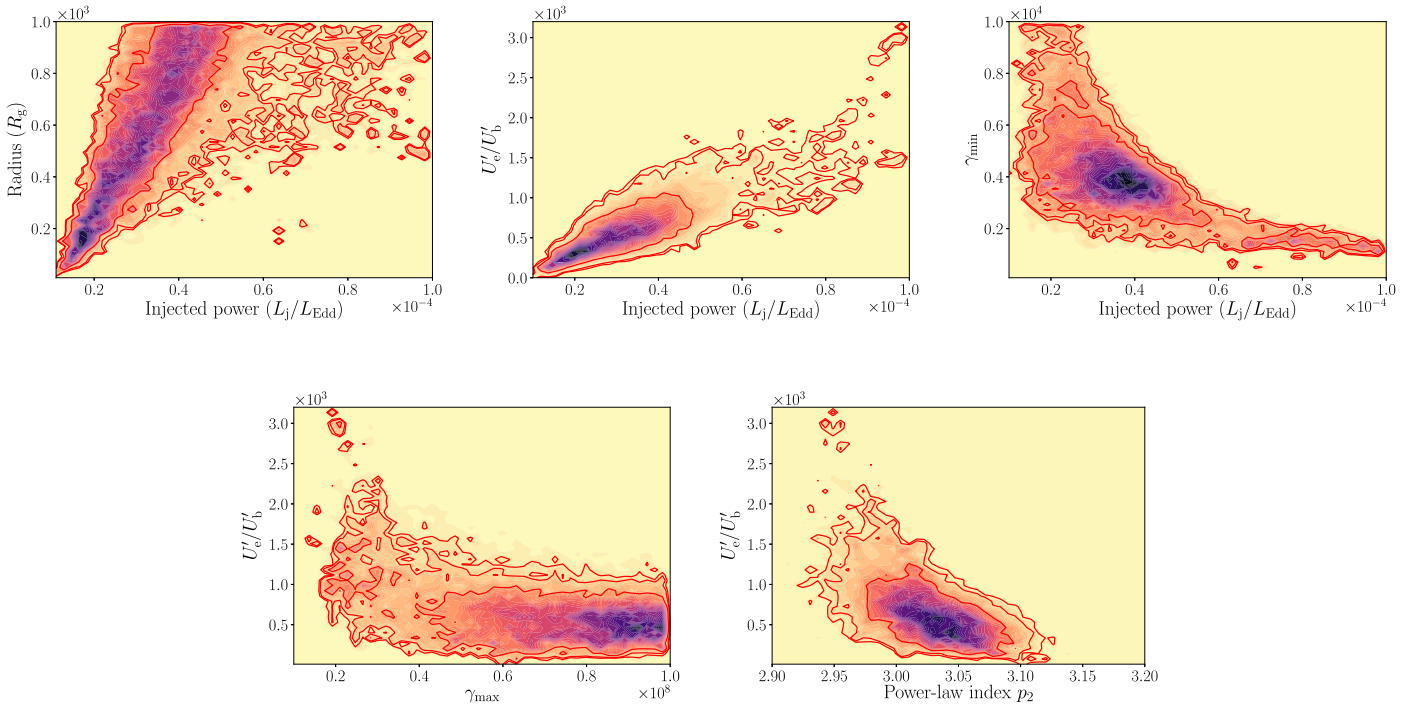 ×10³
1.0
0.8
0.6
0.4
0.2
Radius (R_g)
0.2 0.4 0.6 0.8 1.0
Injected power (L_j/L_Edd)
×10⁻⁴
×10³
3.0
2.5
2.0
1.5
1.0
0.5
0.0
U′_e/U′_b
0.2 0.4 0.6 0.8 1.0
Injected power (L_j/L_Edd)
×10⁻⁴
×10⁴
1.0
0.8
0.6
0.4
0.2
γ_min
0.2 0.4 0.6 0.8 1.0
Injected power (L_j/L_Edd)
×10⁻⁴
×10³
3.0
2.5
2.0
1.5
1.0
0.5
U′_e/U′_b
0.2 0.4 0.6 0.8 1.0
γ_max
×10⁸
×10³
3.0
2.5
2.0
1.5
1.0
0.5
U′_e/U′_b
2.90 2.95 3.00 3.05 3.10 3.15 3.20
Power-law index p₂